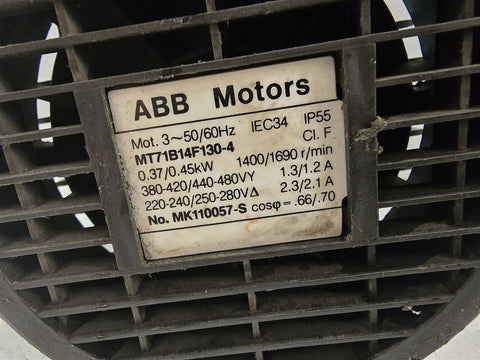 ABB Motors
Mot. 3~50/60Hz IEC34 IP55
MT71B14F130-4 Cl. F
0.37/0.45kW 1400/1690 r/min
380-420/440-480VY 1.3/1.2 A
220-240/250-280VΔ 2.3/2.1 A
No. MK110057-S cosφ = .66/.70